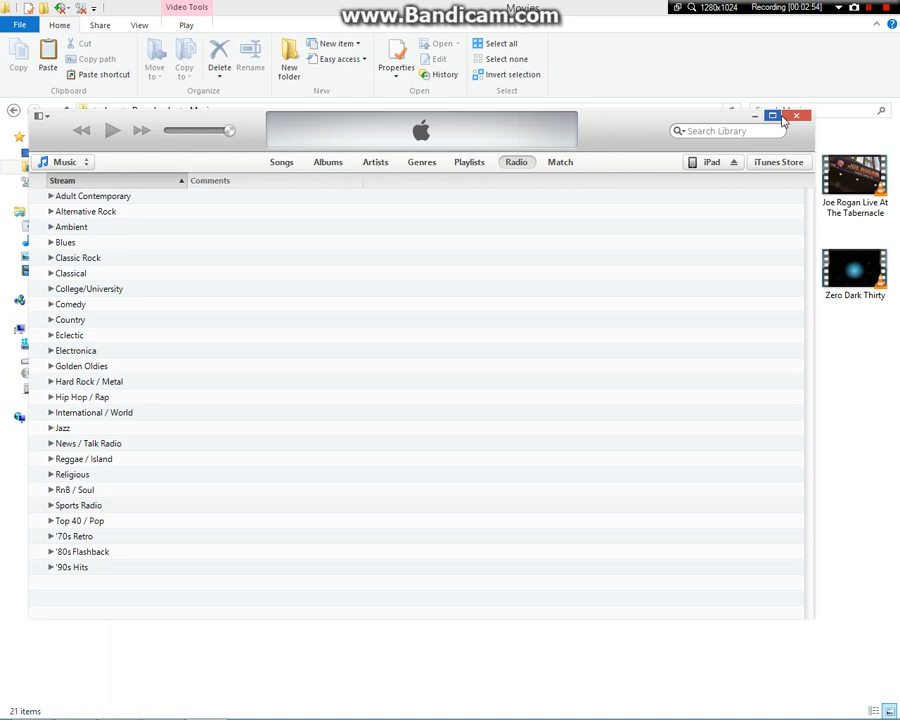 www.Bandicam.com
Movies
1280x1024
Recording [00:02:54]
Video Tools
File
Home
Share
View
Play
Copy
Paste
Cut
Copy path
Paste shortcut
Clipboard
Move to
Copy to
Delete
Rename
Organize
New folder
New item
Easy access
New
Properties
Open
Edit
History
Open
Select all
Select none
Invert selection
Select
Search Library
Music
Songs
Albums
Artists
Genres
Playlists
Radio
Match
iPad
iTunes Store
Stream
Comments
Adult Contemporary
Alternative Rock
Ambient
Blues
Classic Rock
Classical
College/University
Comedy
Country
Eclectic
Electronica
Golden Oldies
Hard Rock / Metal
Hip Hop / Rap
International / World
Jazz
News / Talk Radio
Reggae / Island
Religious
RnB / Soul
Sports Radio
Top 40 / Pop
'70s Retro
'80s Flashback
'90s Hits
JOE ROGAN
Joe Rogan Live At
The Tabernacle
Zero Dark Thirty
21 items